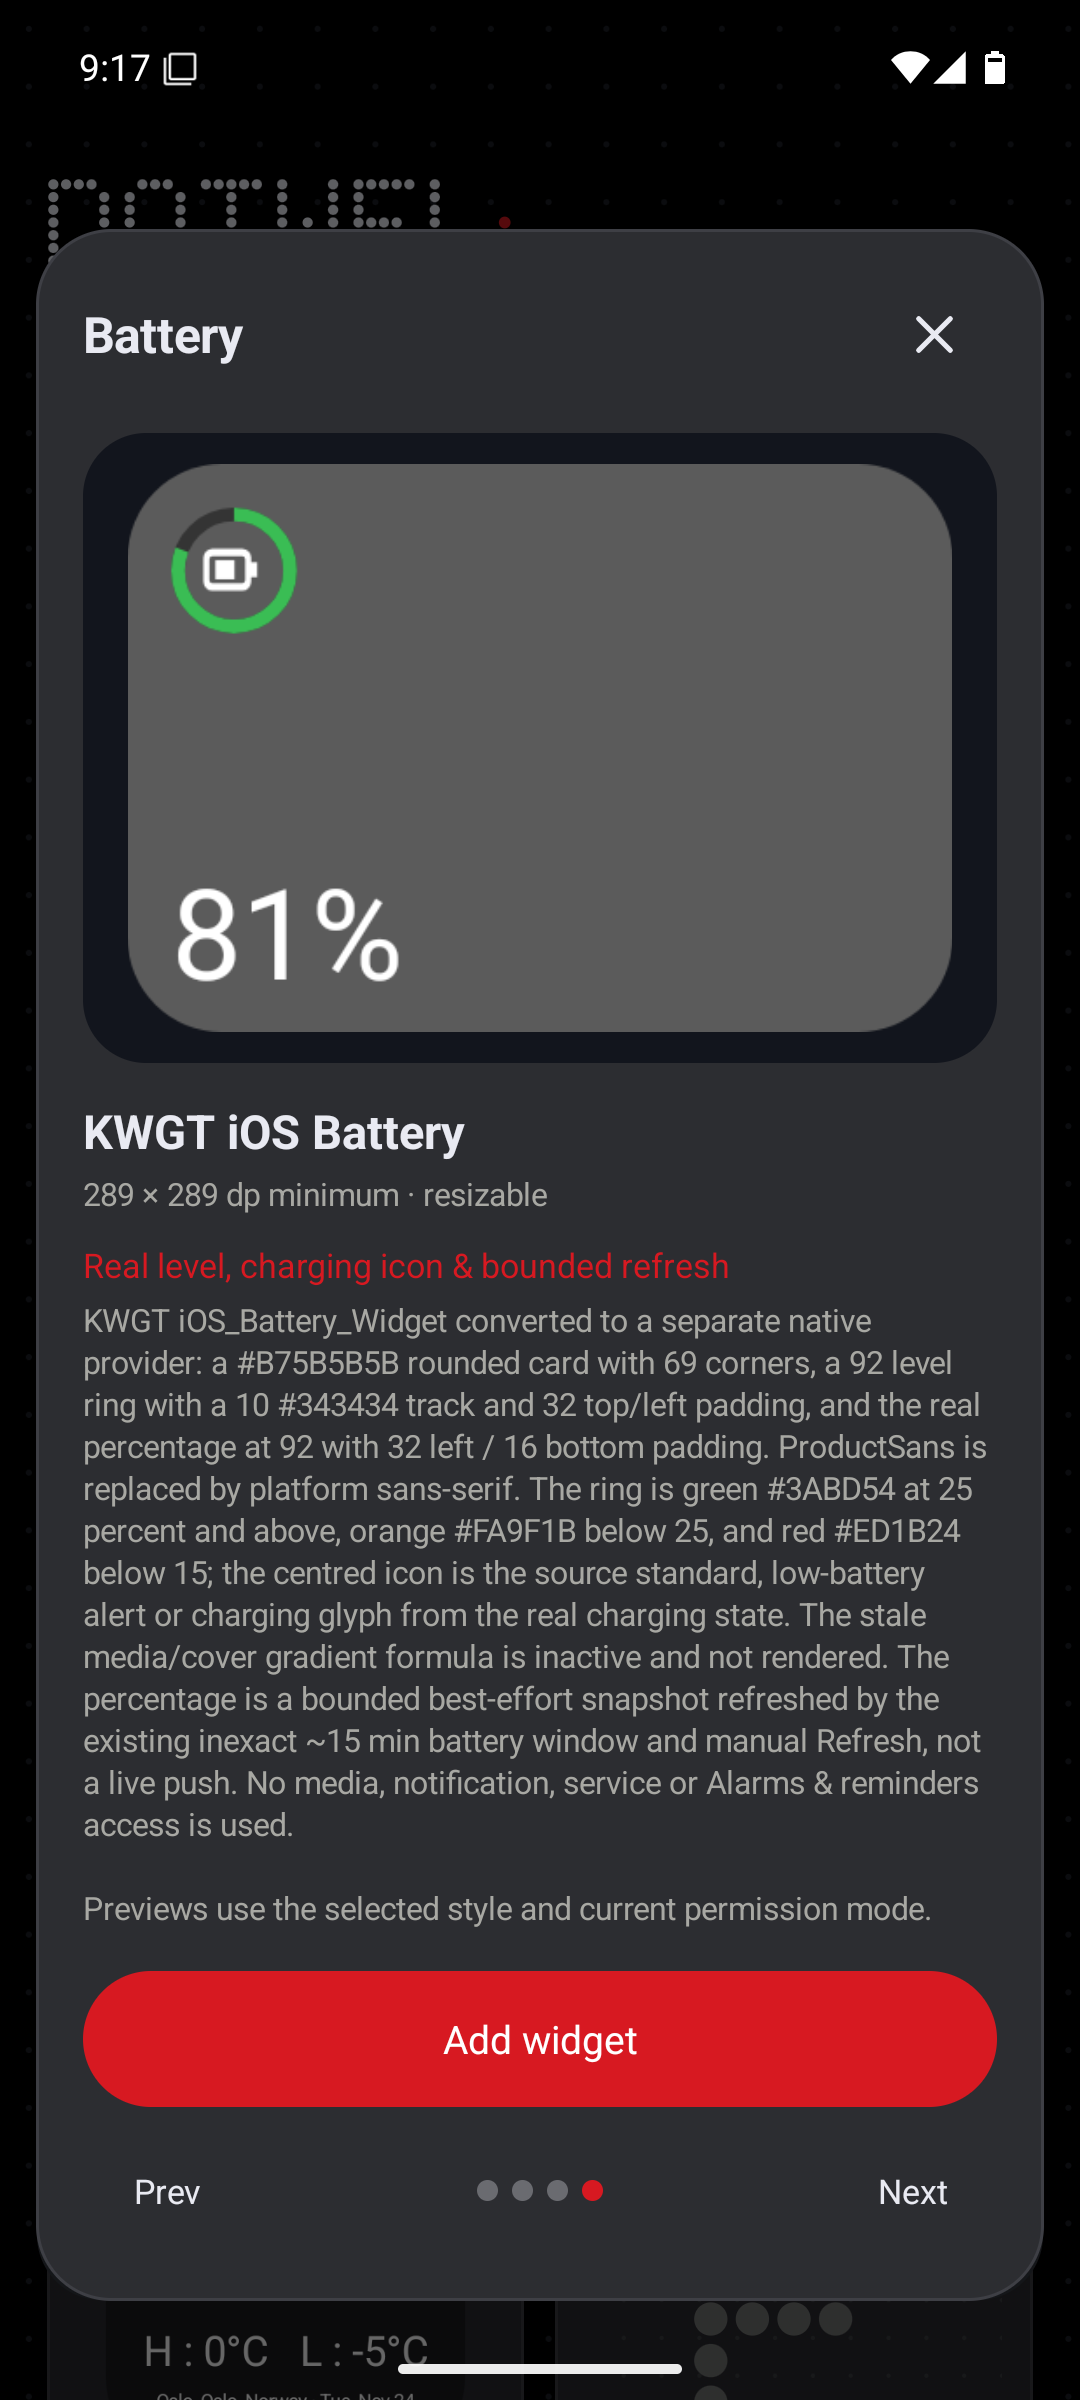 9:17
Battery
81%
KWGT iOS Battery
289 × 289 dp minimum · resizable
Real level, charging icon & bounded refresh
KWGT iOS_Battery_Widget converted to a separate native
provider: a #B75B5B5B rounded card with 69 corners, a 92 level
ring with a 10 #343434 track and 32 top/left padding, and the real
percentage at 92 with 32 left / 16 bottom padding. ProductSans is
replaced by platform sans-serif. The ring is green #3ABD54 at 25
percent and above, orange #FA9F1B below 25, and red #ED1B24
below 15; the centred icon is the source standard, low-battery
alert or charging glyph from the real charging state. The stale
media/cover gradient formula is inactive and not rendered. The
percentage is a bounded best-effort snapshot refreshed by the
existing inexact ~15 min battery window and manual Refresh, not
a live push. No media, notification, service or Alarms & reminders
access is used.
Previews use the selected style and current permission mode.
Add widget
Prev
Next
H : 0°C L : -5°C